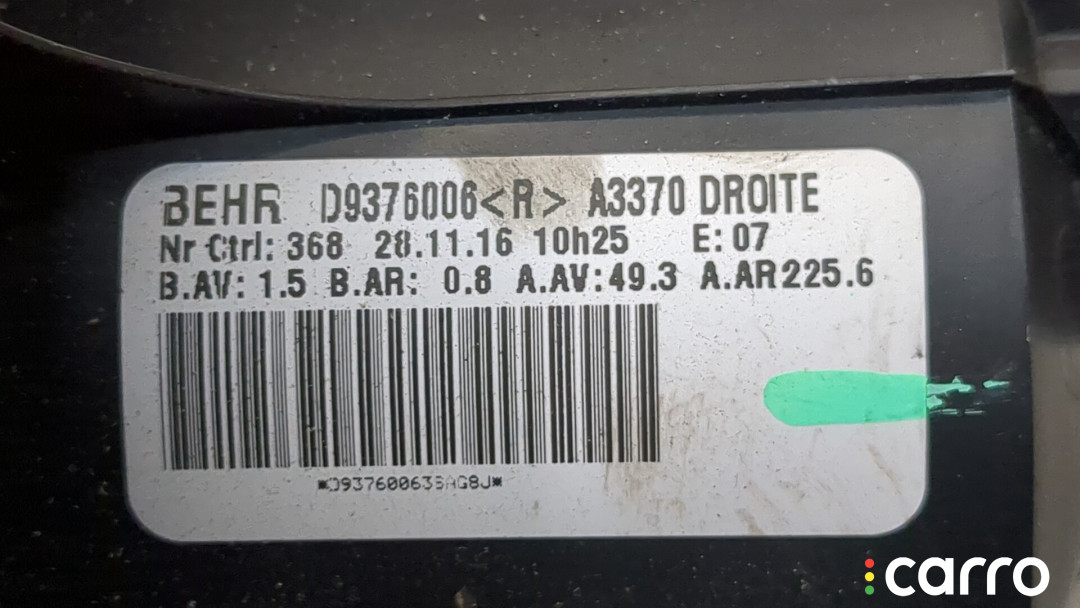 BEHR D9376006<R> A3370 DROITE
Nr Ctrl: 368 28.11.16 10h25 E: 07
B.AV: 1.5 B.AR: 0.8 A.AV:49.3 A.AR225.6
carro